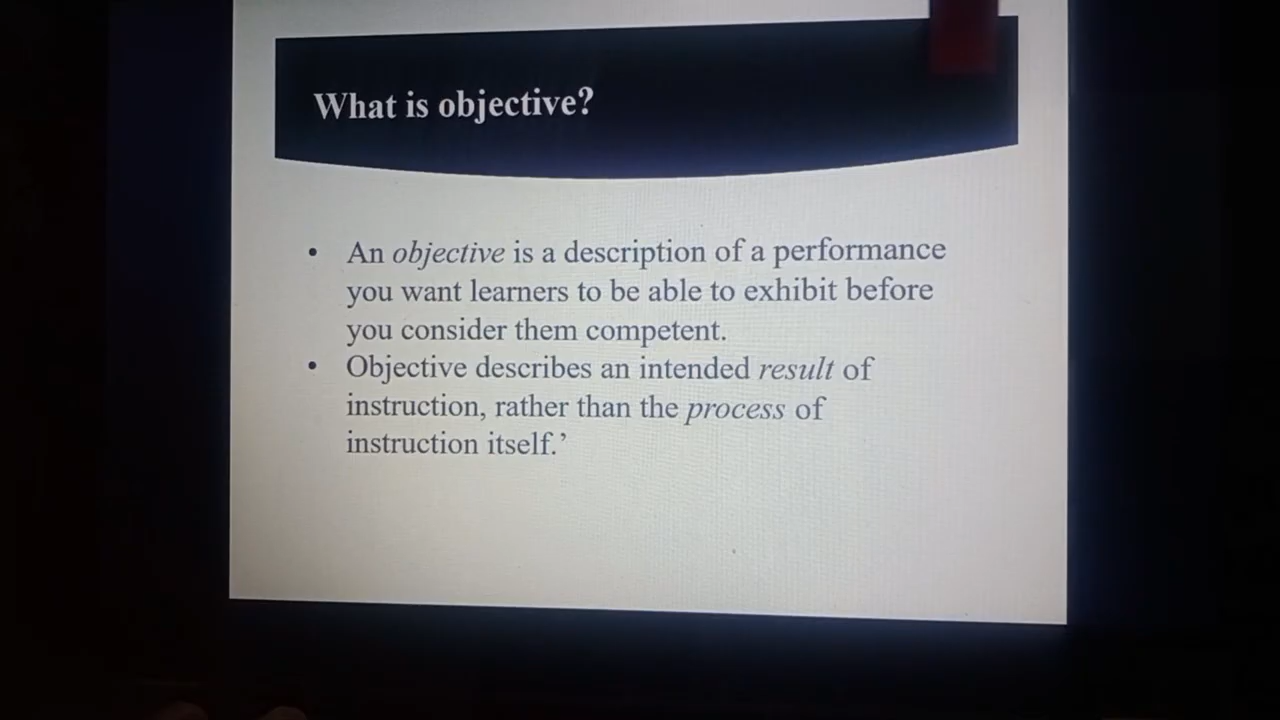 What is objective?
• An objective is a description of a performance
you want learners to be able to exhibit before
you consider them competent.
• Objective describes an intended result of
instruction, rather than the process of
instruction itself.’